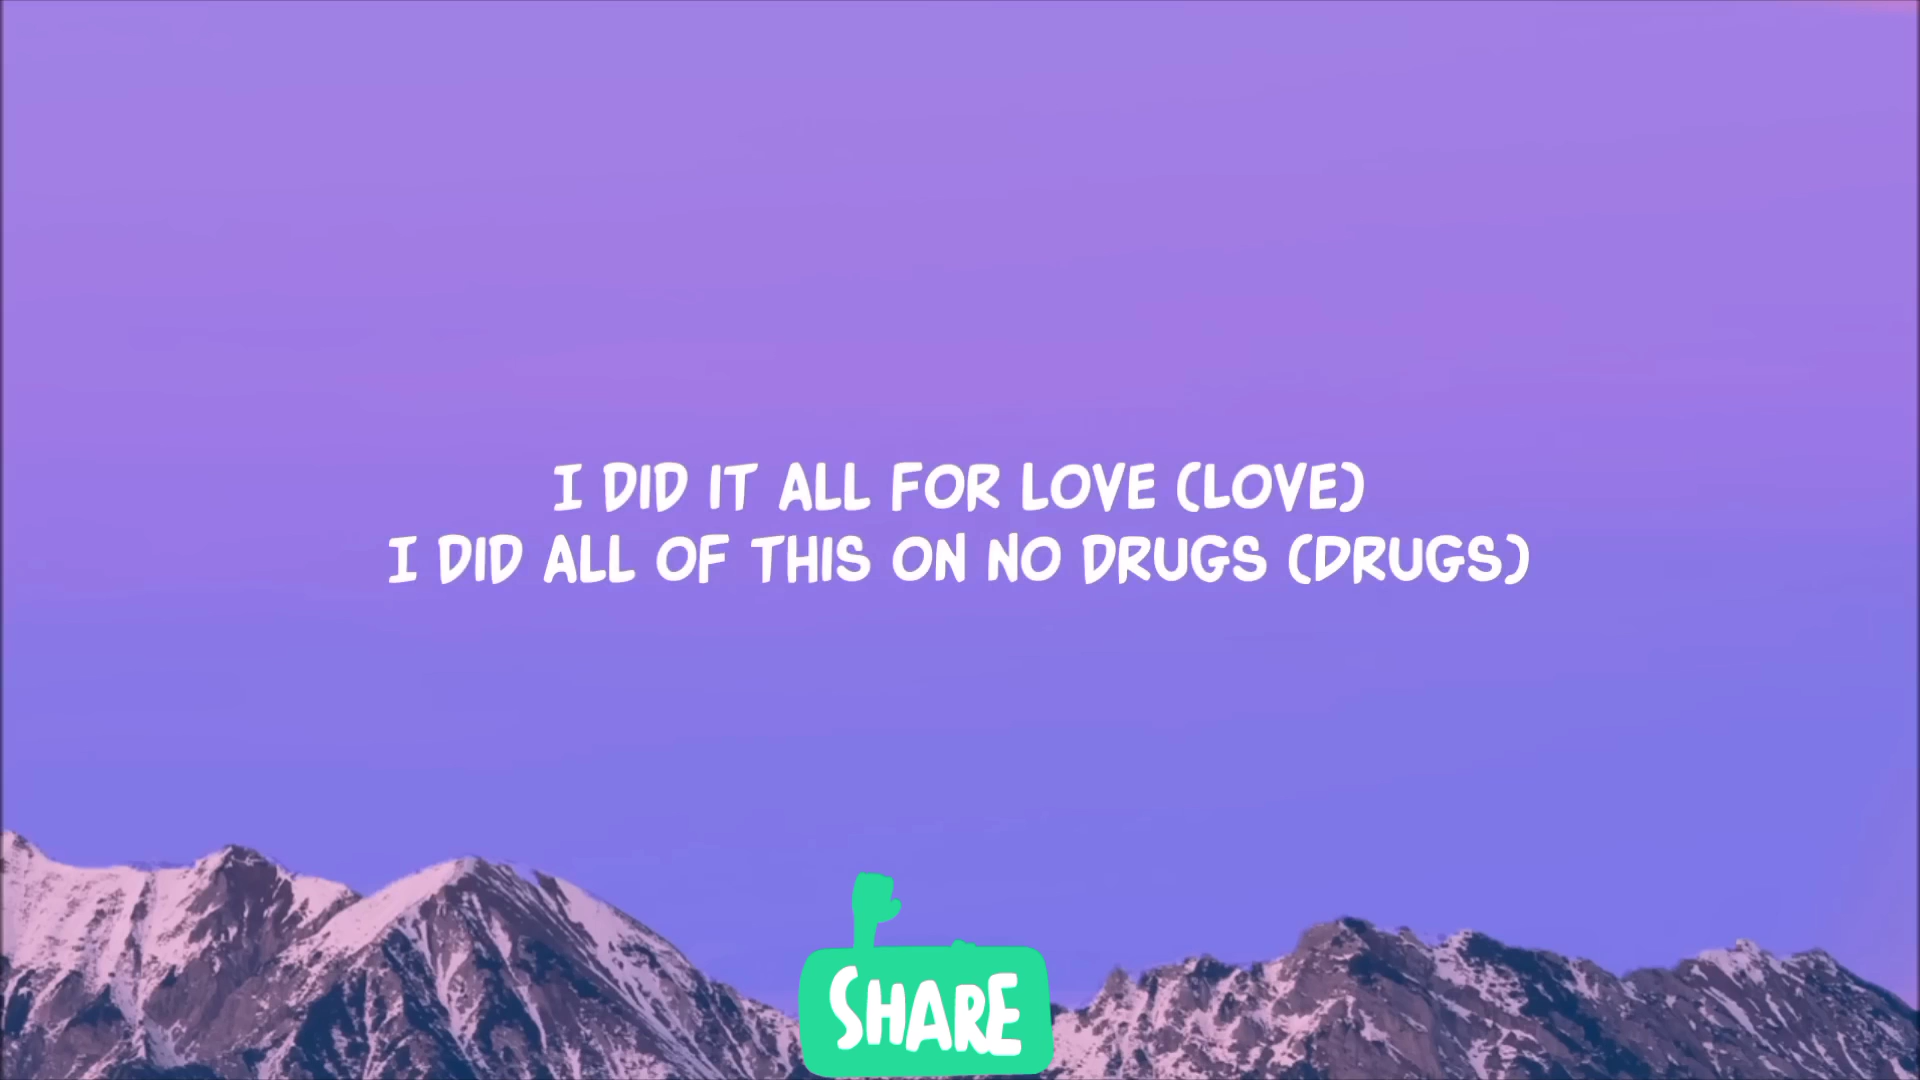 I DID IT ALL FOR LOVE (LOVE)
I DID ALL OF THIS ON NO DRUGS (DRUGS)
SHARE